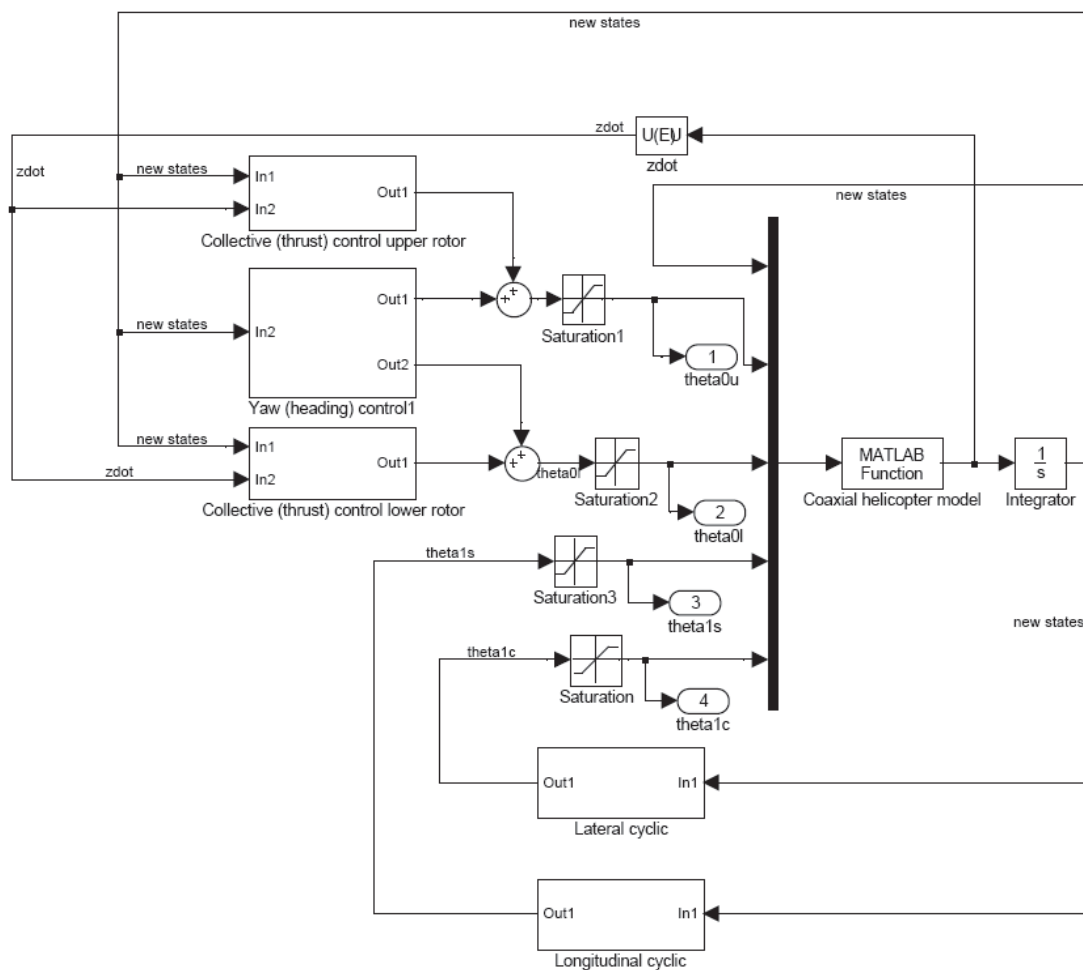 new states
zdot
U(E)U
zdot
zdot
new states
new states
In1
In2
Out1
Collective (thrust) control upper rotor
new states
In2
Out1
Out2
Yaw (heading) control1
Saturation1
1
theta0u
new states
zdot
In1
In2
Out1
Collective (thrust) control lower rotor
theta0l
Saturation2
2
theta0l
MATLAB
Function
Coaxial helicopter model
1
s
Integrator
theta1s
Saturation3
3
theta1s
new states
theta1c
Saturation
4
theta1c
Out1
In1
Lateral cyclic
Out1
In1
Longitudinal cyclic